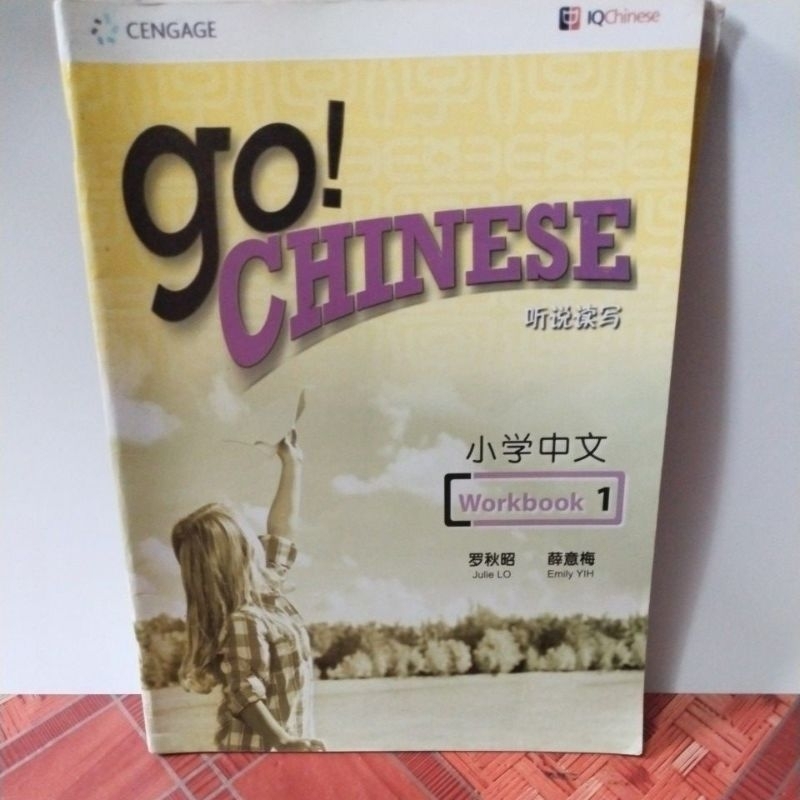 CENGAGE
IQChinese
go!
CHINESE
听说读写
小学中文
Workbook 1
罗秋昭 薛意梅
Julie LO Emily YIH